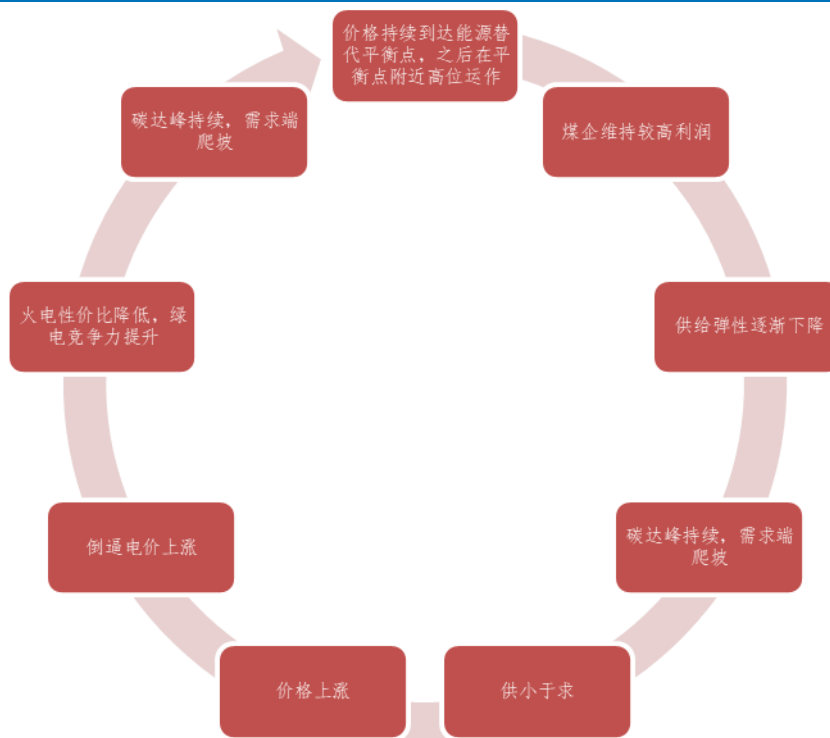 价格持续到达能源替
代平衡点，之后在平
衡点附近高位运作
煤企维持较高利润
供给弹性逐渐下降
碳达峰持续，需求端
爬坡
供小于求
价格上涨
倒逼电价上涨
火电性价比降低，绿
电竞争力提升
碳达峰持续，需求端
爬坡